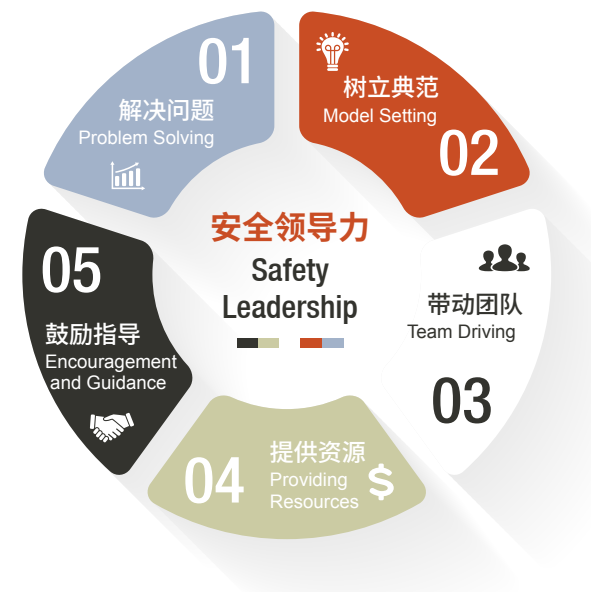 01
解决问题
Problem Solving
树立典范
Model Setting
02
安全领导力
Safety
Leadership
带动团队
Team Driving
03
提供资源
Providing
Resources
04
05
鼓励指导
Encouragement
and Guidance